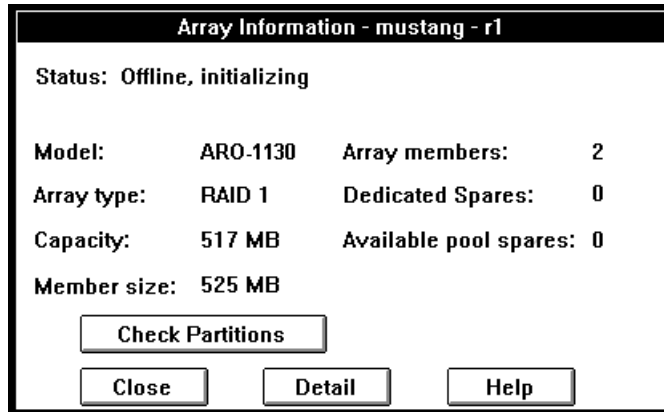 Array Information - mustang - r1
Status: Offline, initializing
Model: ARO-1130 Array members: 2
Array type: RAID 1 Dedicated Spares: 0
Capacity: 517 MB Available pool spares: 0
Member size: 525 MB
Check Partitions
Close Detail Help